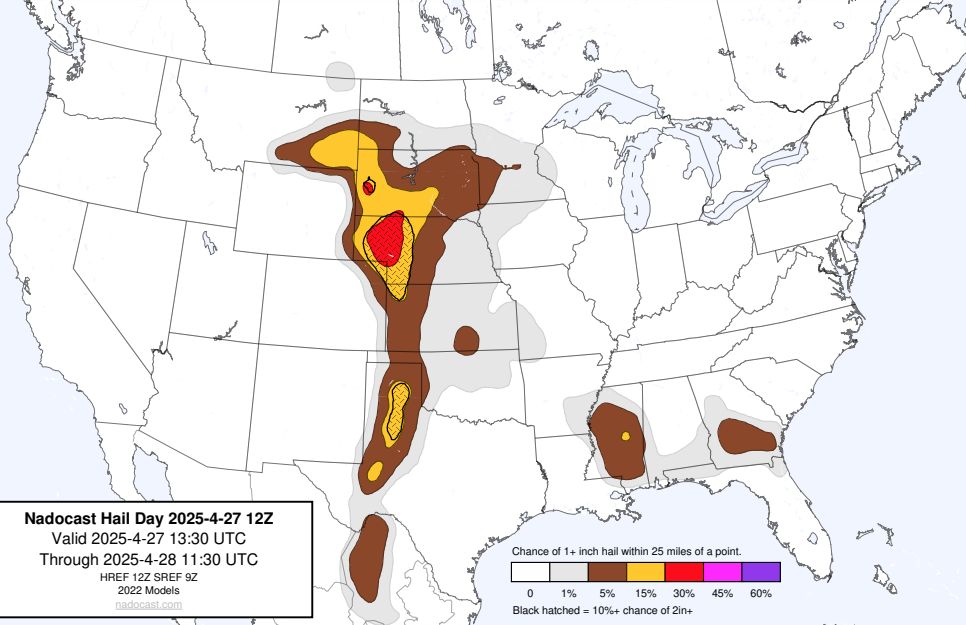 Nadocast Hail Day 2025-4-27 12Z
Valid 2025-4-27 13:30 UTC
Through 2025-4-28 11:30 UTC
HREF 12Z SREF 9Z
2022 Models
nadocast.com
Chance of 1+ inch hail within 25 miles of a point.
0 1% 5% 15% 30% 45% 60%
Black hatched = 10%+ chance of 2in+